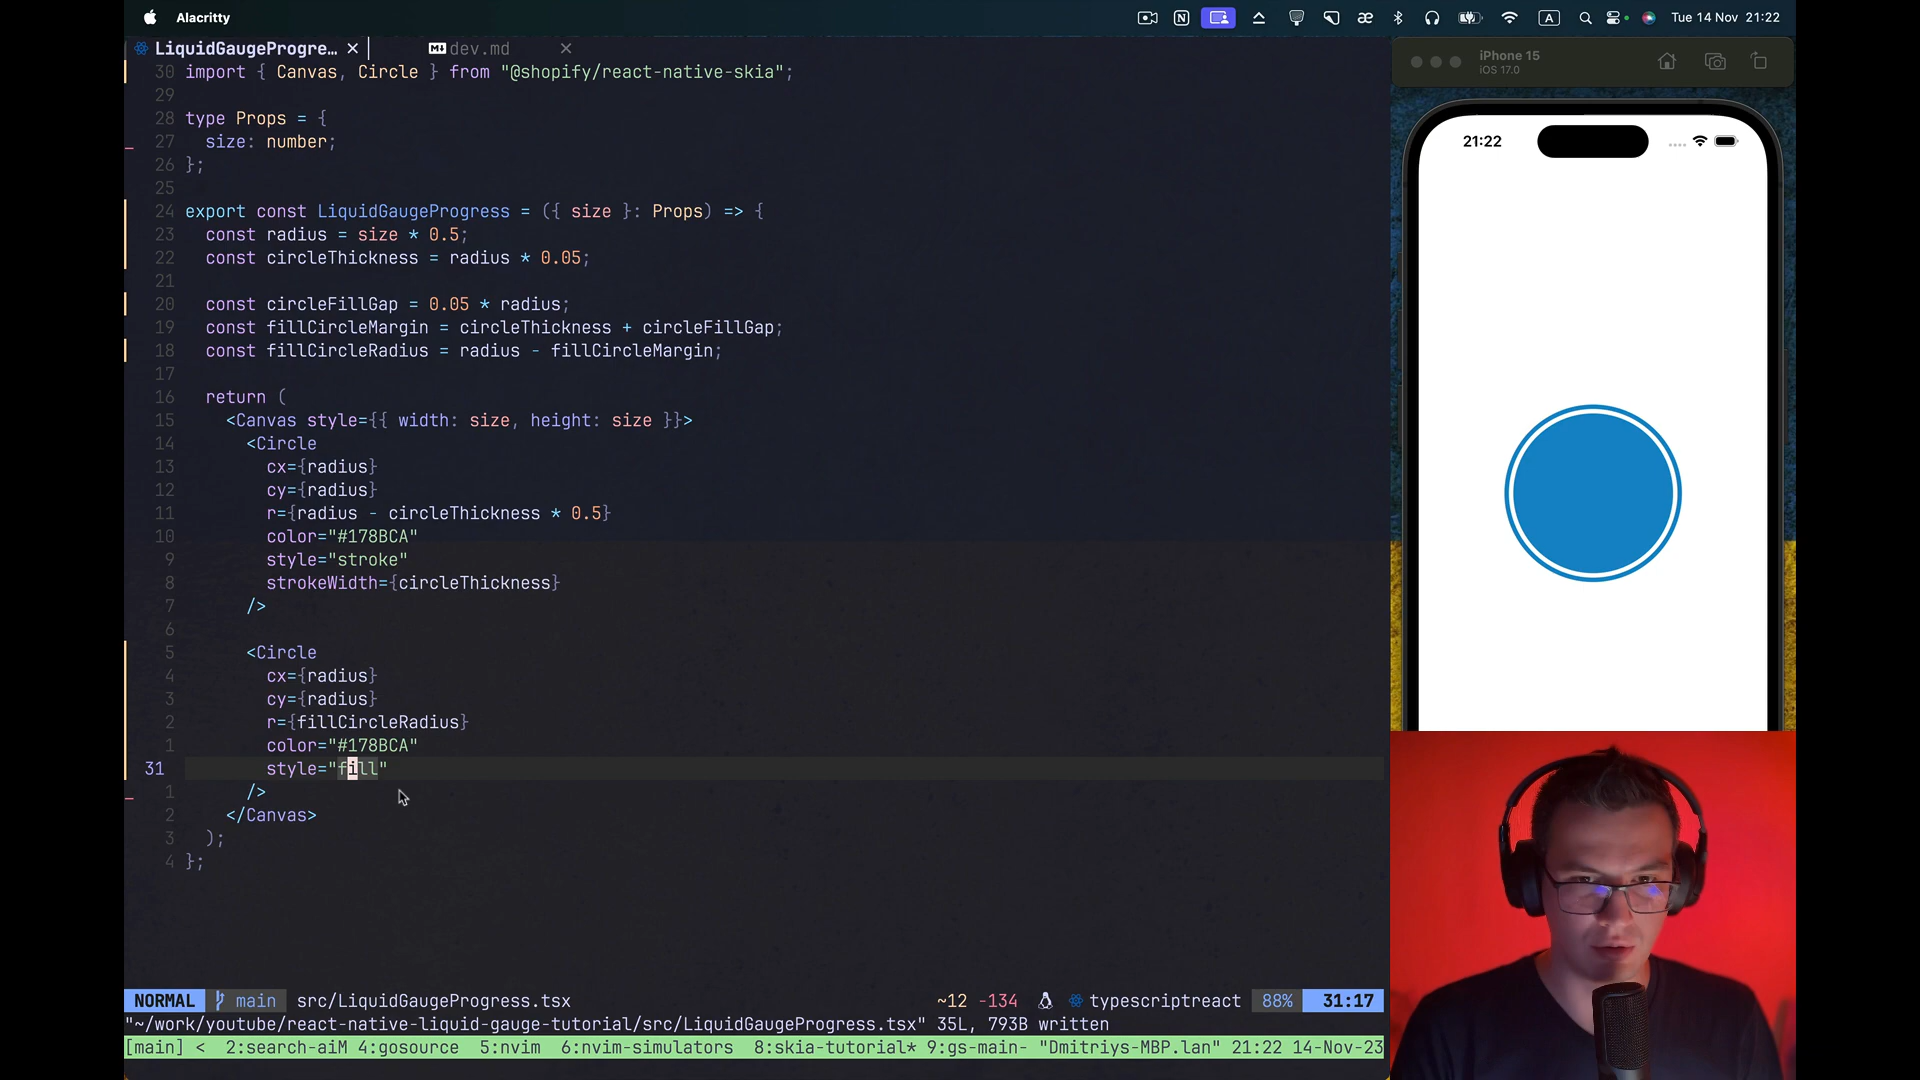 Alacritty
Tue 14 Nov 21:22
LiquidGaugeProgre… × dev.md ×
30 import { Canvas, Circle } from "@shopify/react-native-skia";
29
28 type Props = {
27 size: number;
26 };
25
24 export const LiquidGaugeProgress = ({ size }: Props) => {
23 const radius = size * 0.5;
22 const circleThickness = radius * 0.05;
21
20 const circleFillGap = 0.05 * radius;
19 const fillCircleMargin = circleThickness + circleFillGap;
18 const fillCircleRadius = radius - fillCircleMargin;
17
16 return (
15 <Canvas style={{ width: size, height: size }}>
14 <Circle
13 cx={radius}
12 cy={radius}
11 r={radius - circleThickness * 0.5}
10 color="#178BCA"
9 style="stroke"
8 strokeWidth={circleThickness}
7 />
6
5 <Circle
4 cx={radius}
3 cy={radius}
2 r={fillCircleRadius}
1 color="#178BCA"
31 style="fill"
1 />
2 </Canvas>
3 );
4 };
NORMAL main src/LiquidGaugeProgress.tsx ~12 -134 typescriptreact 88% 31:17
"~/work/youtube/react-native-liquid-gauge-tutorial/src/LiquidGaugeProgress.tsx" 35L, 793B written
[main] < 2:search-aiM 4:gosource 5:nvim 6:nvim-simulators 8:skia-tutorial* 9:gs-main- "Dmitriys-MBP.lan" 21:22 14-Nov-23
iPhone 15
iOS 17.0
21:22